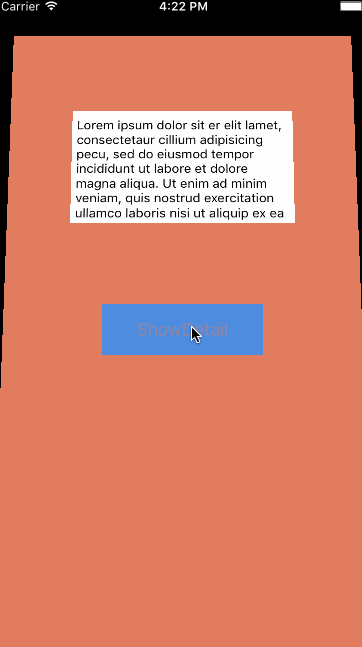 Carrier 4:22 PM
Lorem ipsum dolor sit er elit lamet,
consectetaur cillium adipisicing
pecu, sed do eiusmod tempor
incididunt ut labore et dolore
magna aliqua. Ut enim ad minim
veniam, quis nostrud exercitation
ullamco laboris nisi ut aliquip ex ea
ShowDetail